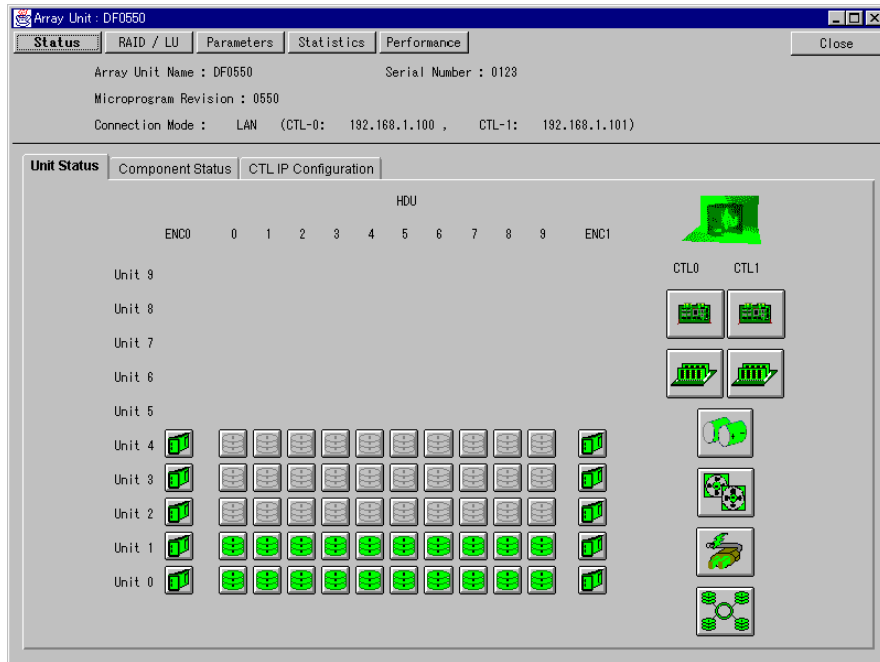 Array Unit : DF0550
Status RAID / LU Parameters Statistics Performance Close
Array Unit Name : DF0550 Serial Number : 0123
Microprogram Revision : 0550
Connection Mode : LAN (CTL-0: 192.168.1.100 , CTL-1: 192.168.1.101)
Unit Status Component Status CTL IP Configuration
HDU
ENC0 0 1 2 3 4 5 6 7 8 9 ENC1
CTL0 CTL1
Unit 9
Unit 8
Unit 7
Unit 6
Unit 5
Unit 4
Unit 3
Unit 2
Unit 1
Unit 0